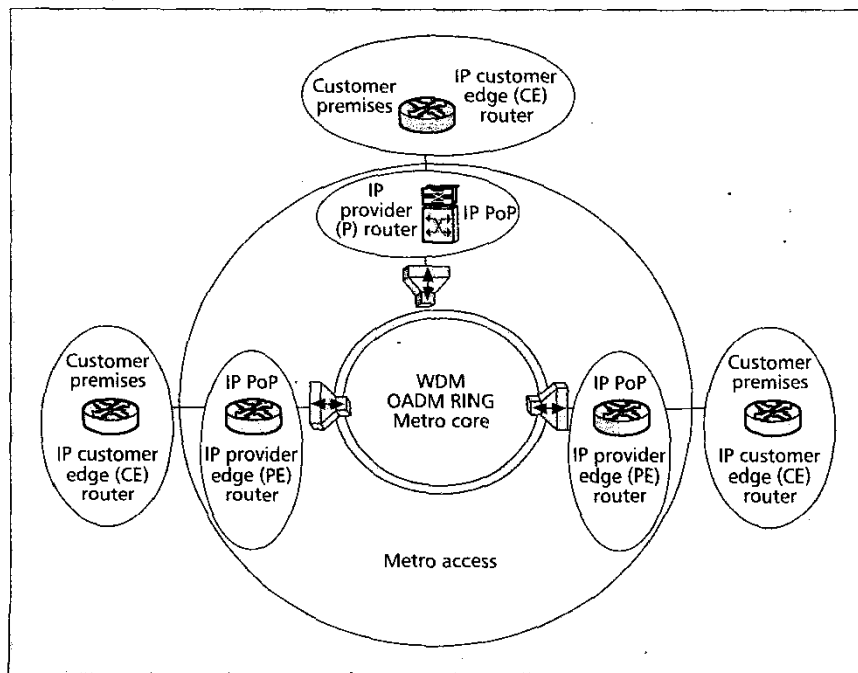 Customer
premises
IP customer
edge (CE)
router
IP
provider
(P) router
IP PoP
WDM
OADM RING
Metro core
Customer
premises
IP customer
edge (CE)
router
IP PoP
IP provider
edge (PE)
router
IP PoP
IP provider
edge (PE)
router
Customer
premises
IP customer
edge (CE)
router
Metro access